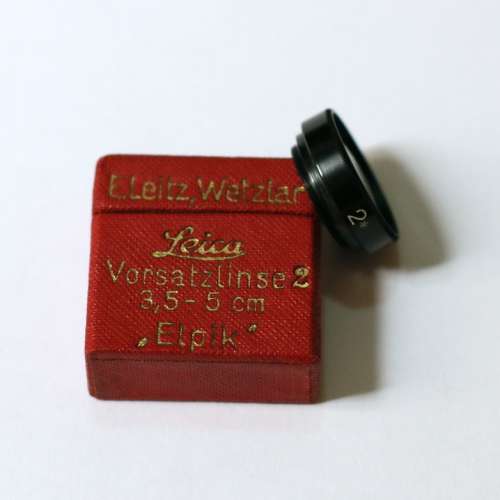 E.Leitz, Wetzlar
Leica
Vorsatzlinse 2
3,5 - 5 cm
„Elpik“
2*